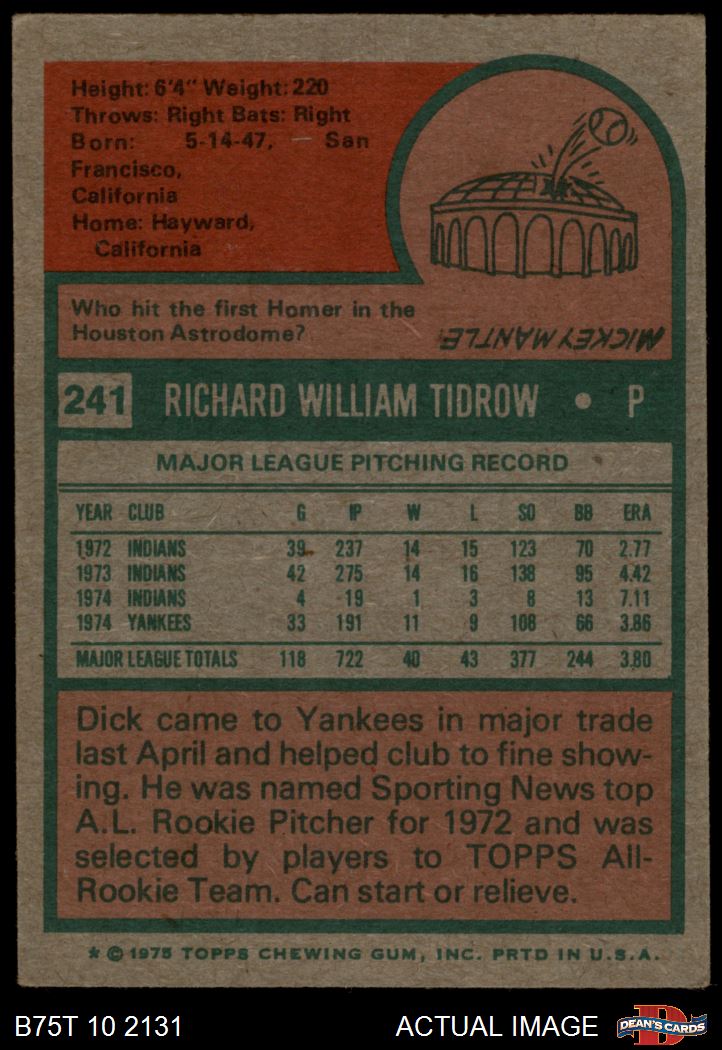 Height: 6'4" Weight: 220
Throws: Right Bats: Right
Born: 5-14-47, San
Francisco,
California
Home: Hayward,
California
Who hit the first Homer in the
Houston Astrodome?
MICKEY MANTLE.
241 RICHARD WILLIAM TIDROW • P
MAJOR LEAGUE PITCHING RECORD
YEAR CLUB G IP W L SO BB ERA
1972 INDIANS 39 237 14 15 123 70 2.77
1973 INDIANS 42 275 14 16 138 95 4.42
1974 INDIANS 4 19 1 3 8 13 7.11
1974 YANKEES 33 191 11 9 108 66 3.86
MAJOR LEAGUE TOTALS 118 722 40 43 377 244 3.80
Dick came to Yankees in major trade
last April and helped club to fine show-
ing. He was named Sporting News top
A.L. Rookie Pitcher for 1972 and was
selected by players to TOPPS All-
Rookie Team. Can start or relieve.
* © 1975 TOPPS CHEWING GUM, INC. PRTD IN U.S.A.
B75T 10 2131 ACTUAL IMAGE D DEAN'S CARDS